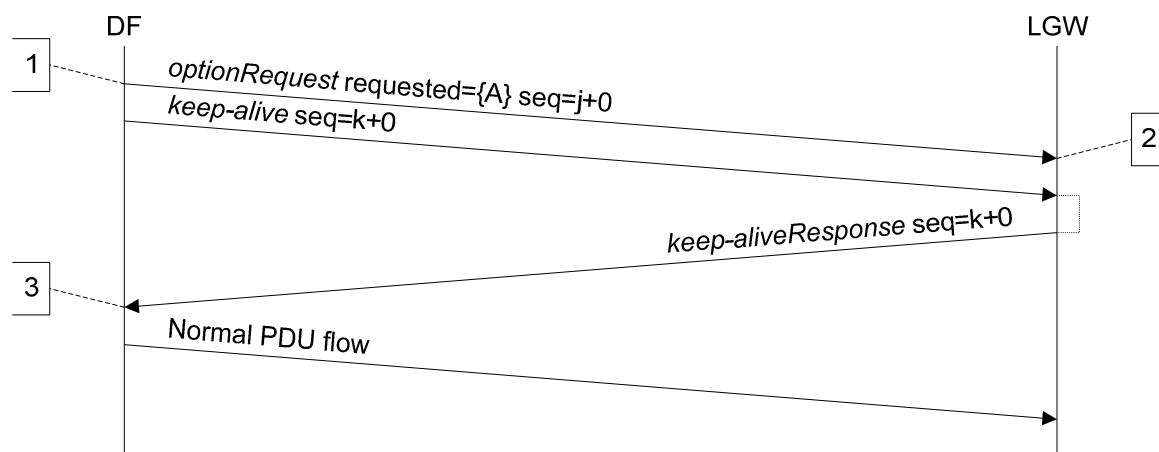 DF
LGW
1
optionRequest requested={A} seq=j+0
keep-alive seq=k+0
2
keep-aliveResponse seq=k+0
3
Normal PDU flow